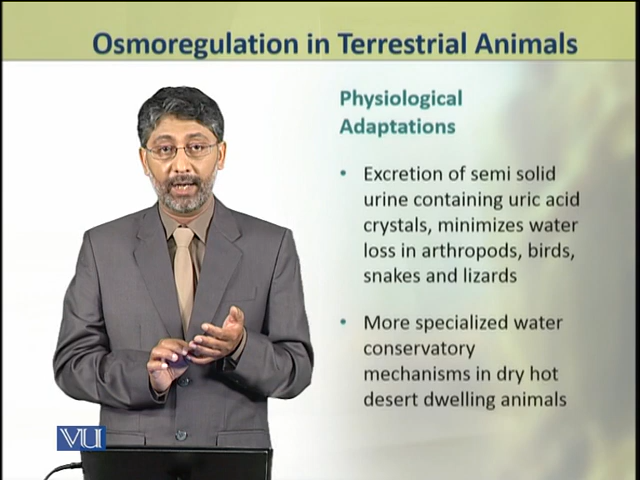 Osmoregulation in Terrestrial Animals
Physiological
Adaptations
• Excretion of semi solid
urine containing uric acid
crystals, minimizes water
loss in arthropods, birds,
snakes and lizards
• More specialized water
conservatory
mechanisms in dry hot
desert dwelling animals
VU